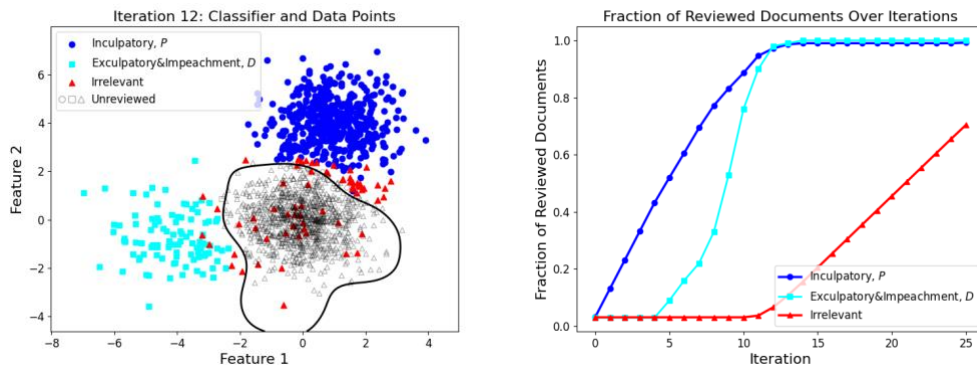 Iteration 12: Classifier and Data Points
Inculpatory, P
Exculpatory&Impeachment, D
Irrelevant
Unreviewed
6
4
2
0
−2
−4
Feature 2
−8 −6 −4 −2 0 2 4
Feature 1
Fraction of Reviewed Documents Over Iterations
1.0
0.8
0.6
0.4
0.2
0.0
Fraction of Reviewed Documents
Inculpatory, P
Exculpatory&Impeachment, D
Irrelevant
0 5 10 15 20 25
Iteration